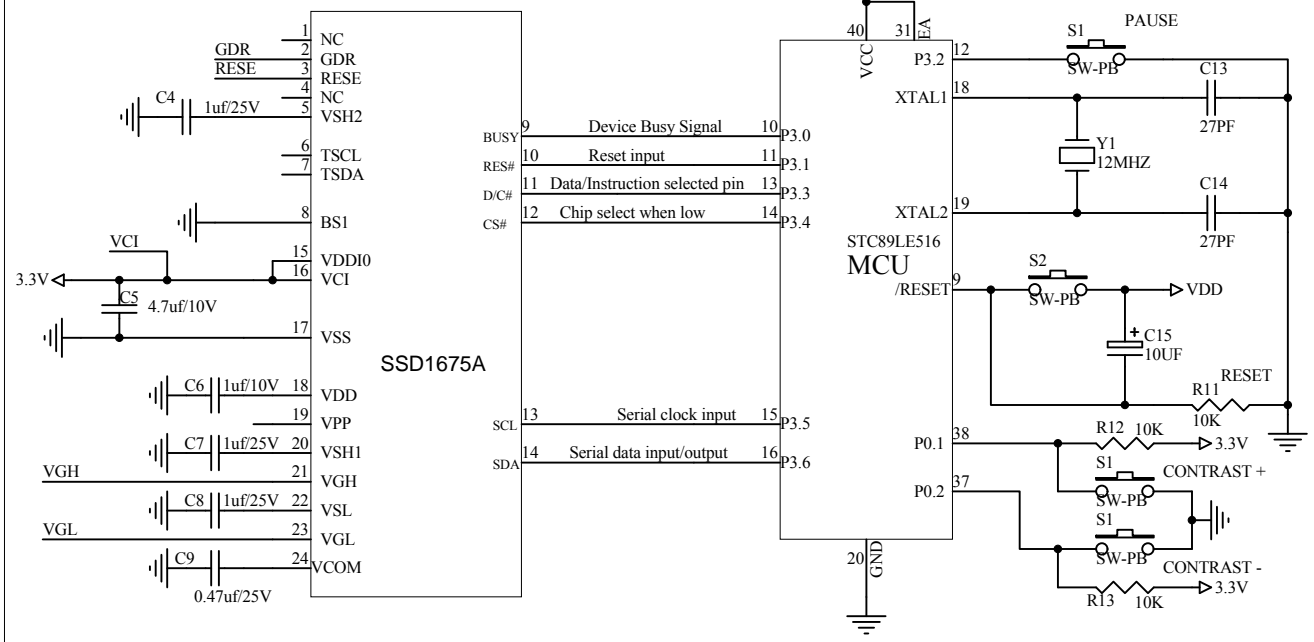 1 NC
GDR 2 GDR
RESE 3 RESE
4 NC
C4 1uf/25V 5 VSH2
6 TSCL
7 TSDA
8 BS1
VCI
15 VDDI0
3.3V 16 VCI
C5 4.7uf/10V
17 VSS
SSD1675A
C6 1uf/10V 18 VDD
19 VPP
C7 1uf/25V 20 VSH1
VGH 21 VGH
C8 1uf/25V 22 VSL
VGL 23 VGL
C9 24 VCOM
0.47uf/25V
BUSY 9 Device Busy Signal 10 P3.0
RES# 10 Reset input 11 P3.1
D/C# 11 Data/Instruction selected pin 13 P3.3
CS# 12 Chip select when low 14 P3.4
SCL 13 Serial clock input 15 P3.5
SDA 14 Serial data input/output 16 P3.6
40 VCC
31 EA
STC89LE516
MCU
20 GND
P3.2 12
S1 PAUSE
SW-PB
XTAL1 18
C13
27PF
Y1
12MHZ
XTAL2 19
C14
27PF
/RESET 9
S2
SW-PB
VDD
+
C15
10UF
R11 RESET
10K
P0.1 38
R12 10K 3.3V
S1 CONTRAST +
SW-PB
P0.2 37
S1
SW-PB
CONTRAST -
R13 10K 3.3V